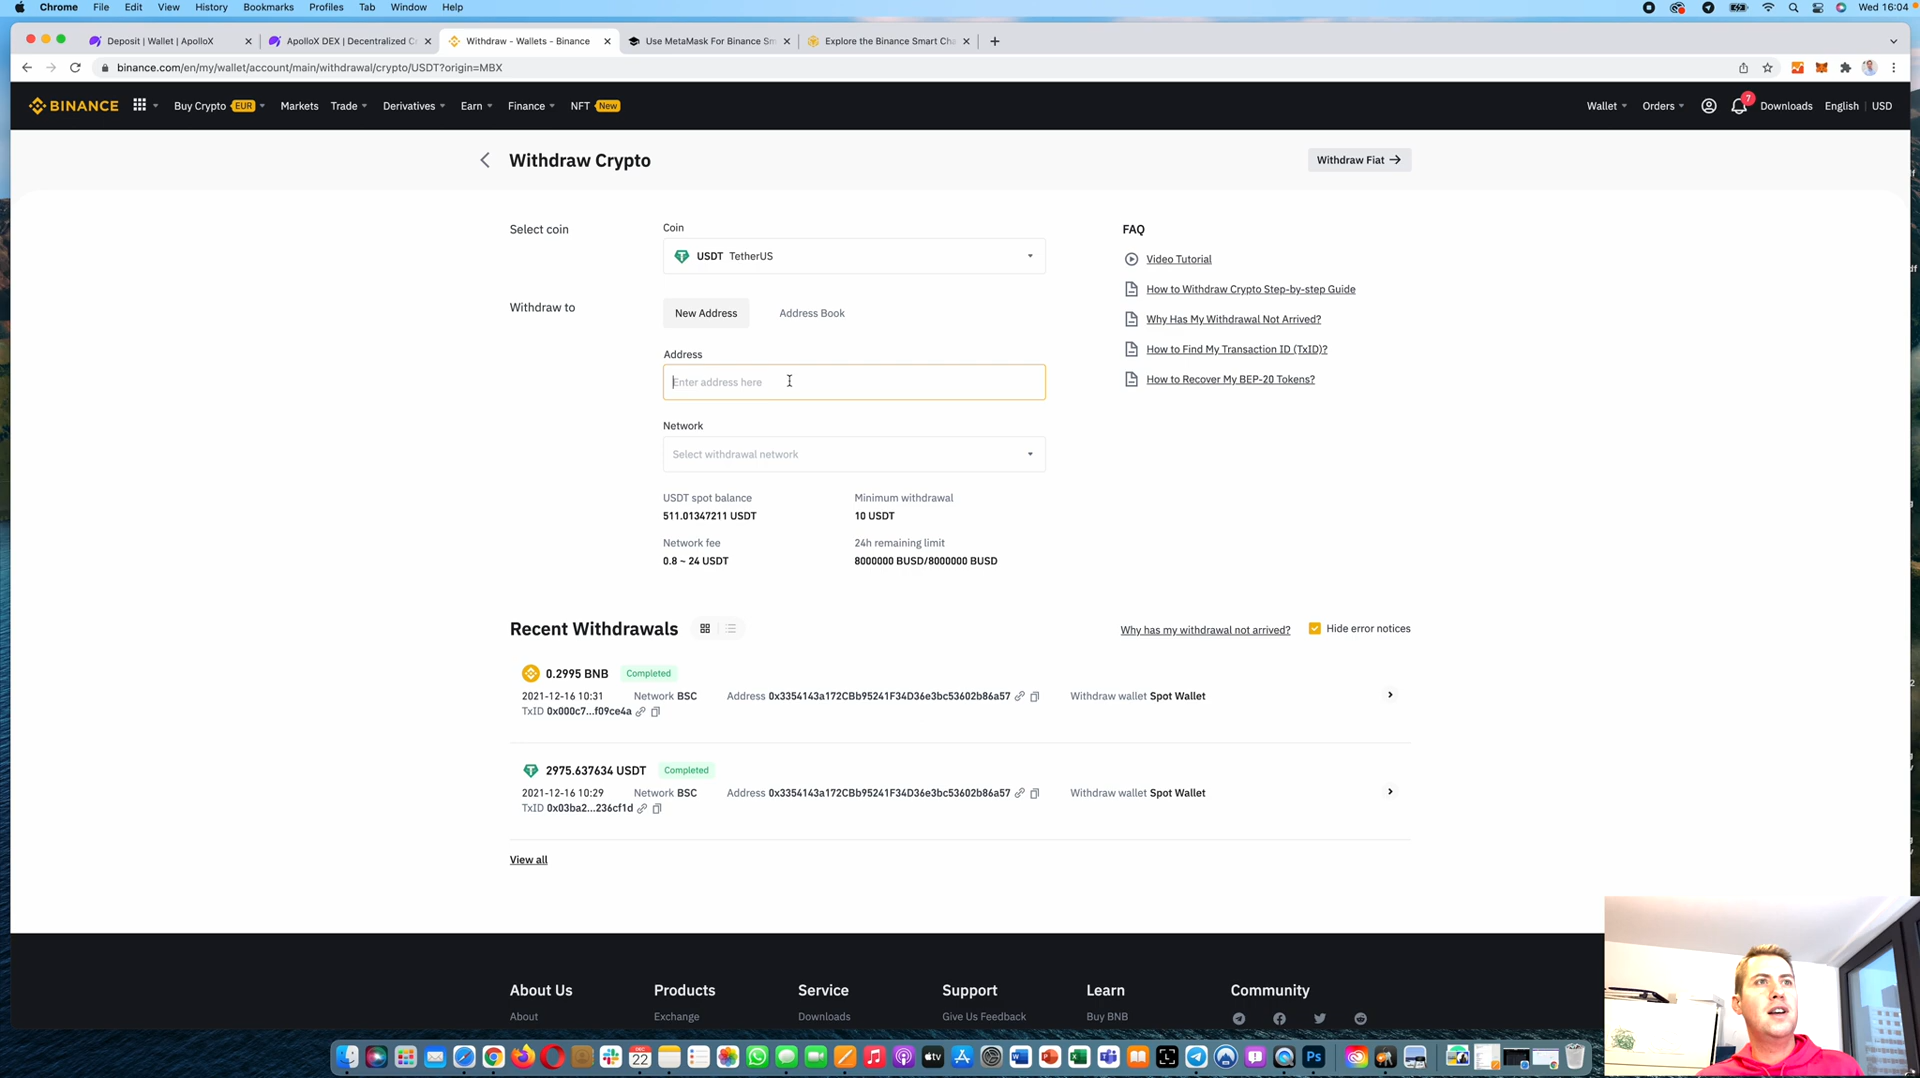 Chrome File Edit View History Bookmarks Profiles Tab Window Help Wed 16:04
Deposit | Wallet | ApolloX
ApolloX DEX | Decentralized C
Withdraw - Wallets - Binance
Use MetaMask For Binance Sm
Explore the Binance Smart Cha
binance.com/en/my/wallet/account/main/withdrawal/crypto/USDT?origin=MBX
BINANCE Buy Crypto EUR Markets Trade Derivatives Earn Finance NFT New Wallet Orders 7 Downloads English USD
Withdraw Crypto
Withdraw Fiat
Select coin
Coin
USDT TetherUS
Withdraw to
New Address Address Book
Address
Enter address here
Network
Select withdrawal network
USDT spot balance Minimum withdrawal
511.01347211 USDT 10 USDT
Network fee 24h remaining limit
0.8 ~ 24 USDT 8000000 BUSD/8000000 BUSD
FAQ
Video Tutorial
How to Withdraw Crypto Step-by-step Guide
Why Has My Withdrawal Not Arrived?
How to Find My Transaction ID (TxID)?
How to Recover My BEP-20 Tokens?
Recent Withdrawals
Why has my withdrawal not arrived? Hide error notices
0.2995 BNB Completed
2021-12-16 10:31 Network BSC Address 0x3354143a172CBb95241F34D36e3bc53602b86a57 Withdraw wallet Spot Wallet
TxID 0x000c7...f09ce4a
2975.637634 USDT Completed
2021-12-16 10:29 Network BSC Address 0x3354143a172CBb95241F34D36e3bc53602b86a57 Withdraw wallet Spot Wallet
TxID 0x03ba2...236cf1d
View all
About Us Products Service Support Learn Community
About Exchange Downloads Give Us Feedback Buy BNB
DEC
22